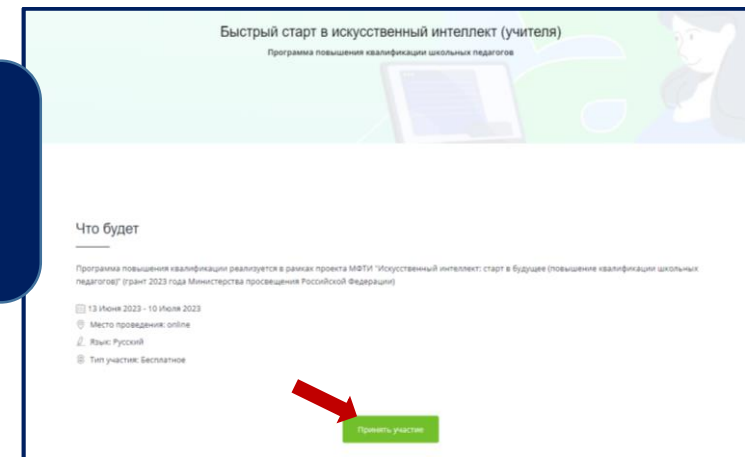 Быстрый старт в искусственный интеллект (учителя)
Программа повышения квалификации школьных педагогов
Что будет
Программа повышения квалификации реализуется в рамках проекта МФТИ "Искусственный интеллект: старт в будущее (повышение квалификации школьных
педагогов)" (грант 2023 года Министерства просвещения Российской Федерации)
13 Июня 2023 - 10 Июля 2023
Место проведения: online
Язык: Русский
Тип участия: Бесплатное
Принять участие